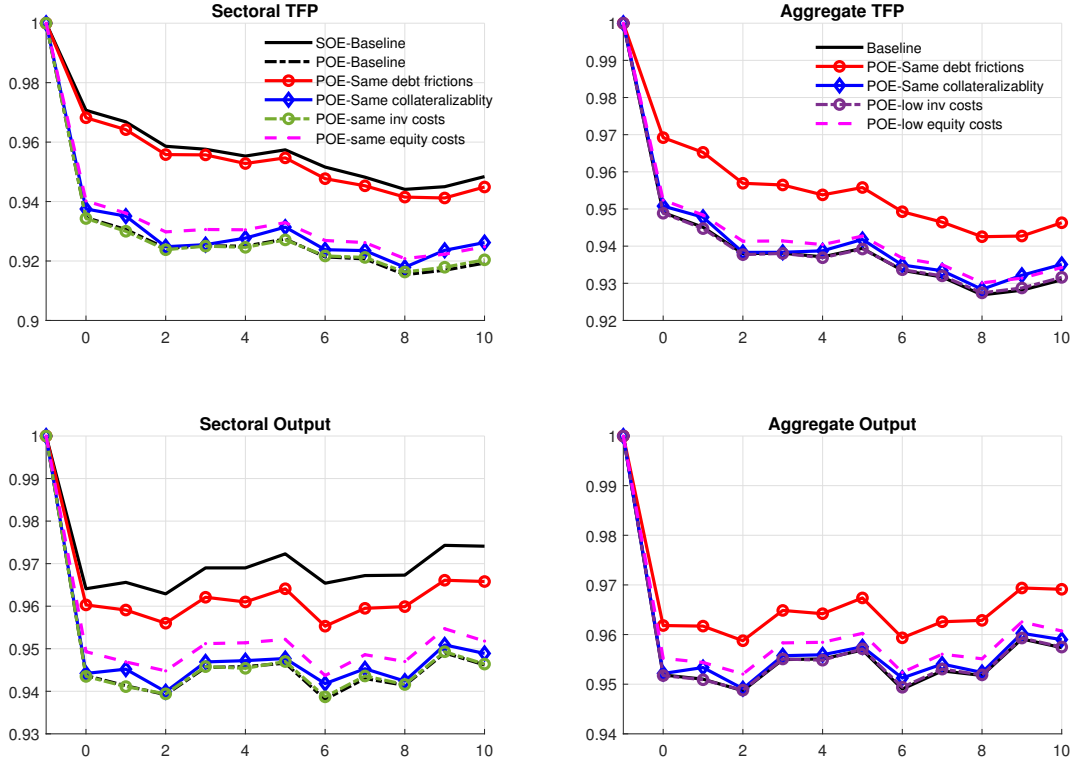 Sectoral TFP
1
0.98
0.96
0.94
0.92
0.9
0 2 4 6 8 10
SOE-Baseline
POE-Baseline
POE-Same debt frictions
POE-Same collateralizablity
POE-same inv costs
POE-same equity costs
Aggregate TFP
1
0.99
0.98
0.97
0.96
0.95
0.94
0.93
0.92
0 2 4 6 8 10
Baseline
POE-Same debt frictions
POE-Same collateralizablity
POE-low inv costs
POE-low equity costs
Sectoral Output
1
0.99
0.98
0.97
0.96
0.95
0.94
0.93
0 2 4 6 8 10
Aggregate Output
1
0.99
0.98
0.97
0.96
0.95
0.94
0 2 4 6 8 10